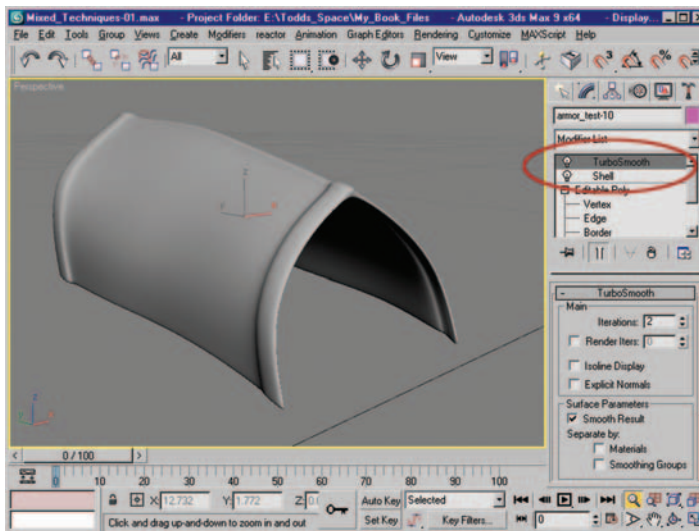 Mixed_Techniques-01.max - Project Folder: E:\Todds_Space\My_Book_Files - Autodesk 3ds Max 9 x64 - Display...
File Edit Tools Group Views Create Modifiers reactor Animation Graph Editors Rendering Customize MAXScript Help
All View
Perspective
armor_test-10
Modifier List
TurboSmooth
Shell
Editable Poly
Vertex
Edge
Border
TurboSmooth
Main
Iterations: 2
Render Iters: 0
Isoline Display
Explicit Normals
Surface Parameters
Smooth Result
Separate by:
Materials
Smoothing Groups
0 / 100
0 10 20 30 40 50 60 70 80 90 100
X: 12.732 Y: 1.772 Z:
Auto Key Selected
Click and drag up-and-down to zoom in and out
Set Key Key Filters... 0